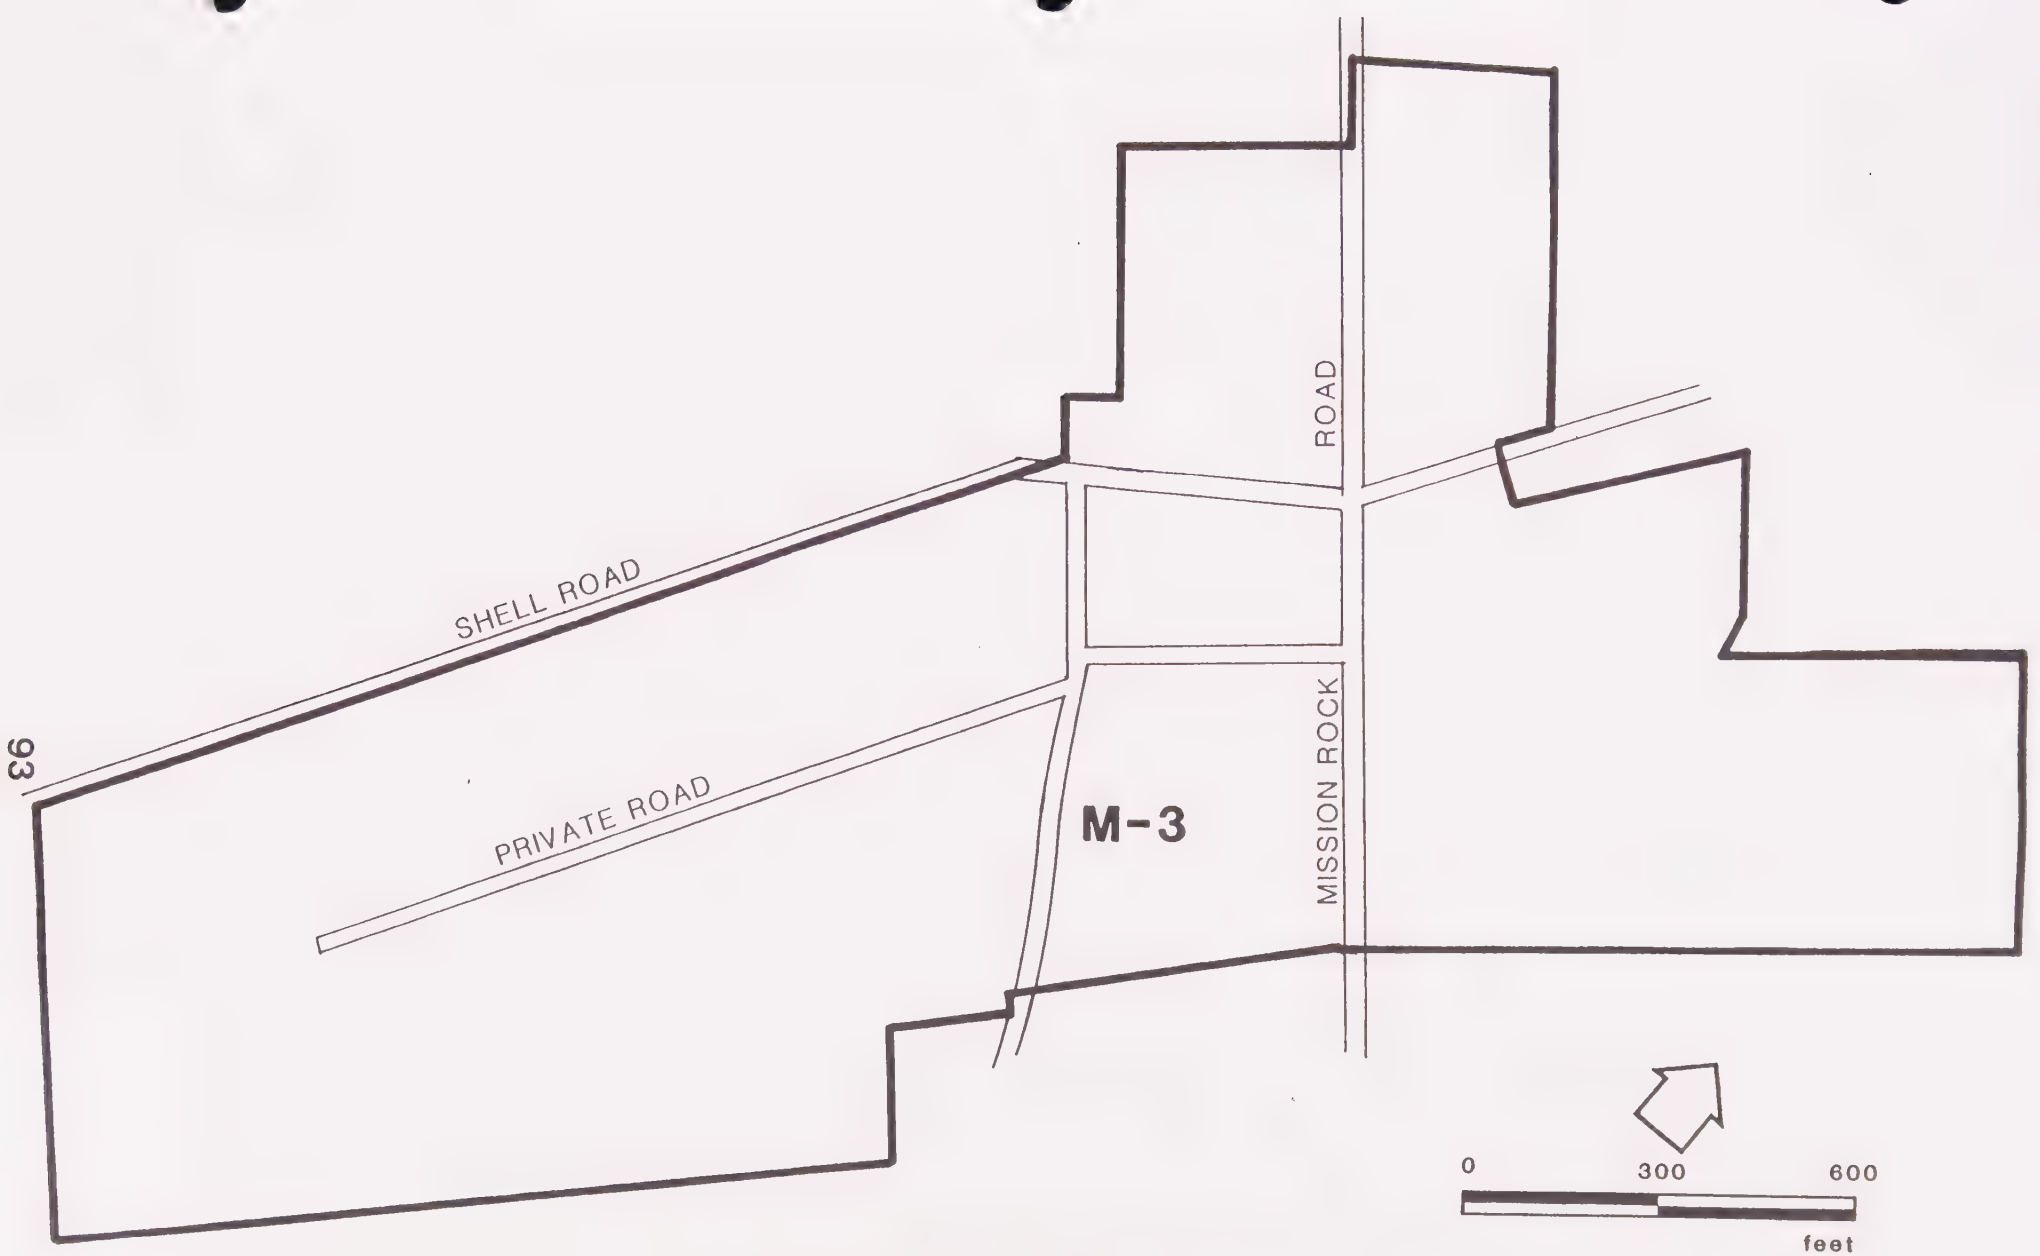 ROAD
SHELL ROAD
93
PRIVATE ROAD
M-3
MISSION ROCK
0 300 600
feet